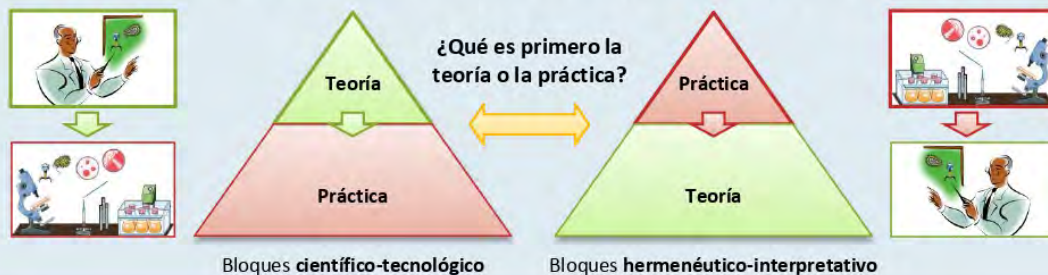 ¿Qué es primero la
teoría o la práctica?
Teoría
Práctica
Práctica
Teoría
Bloques científico-tecnológico
Bloques hermenéutico-interpretativo